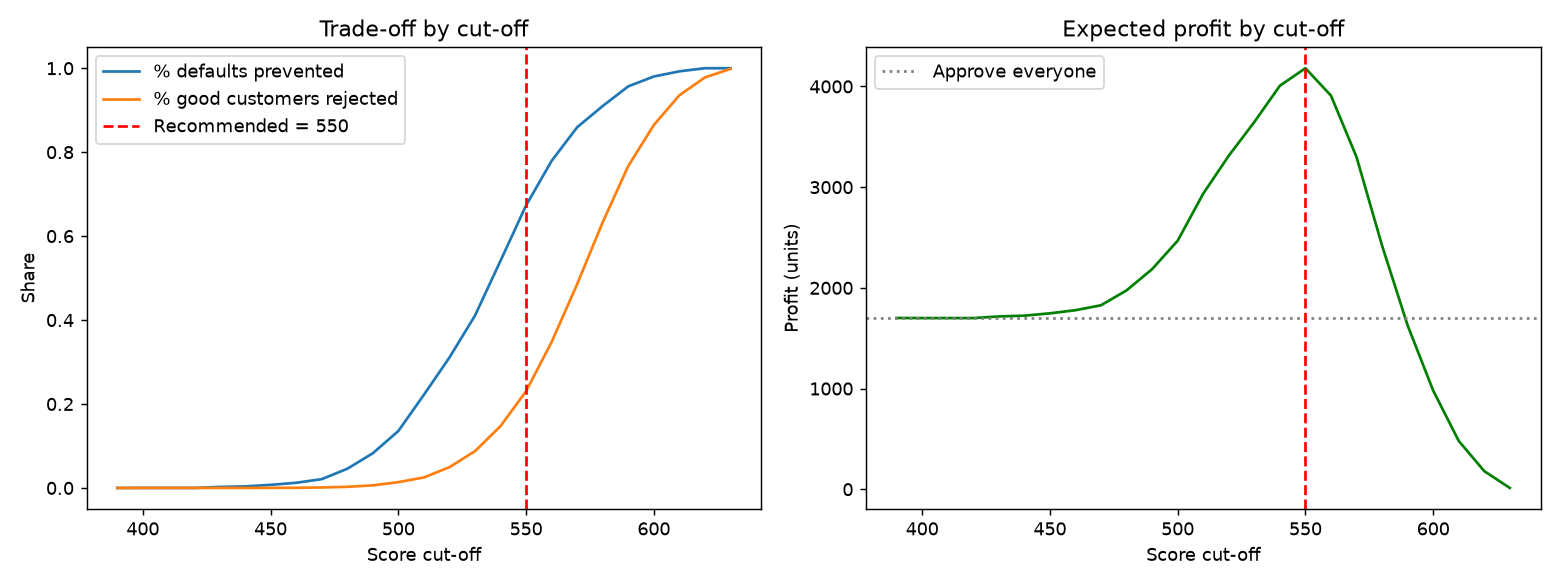 Trade-off by cut-off
% defaults prevented
% good customers rejected
Recommended = 550
1.0
0.8
0.6
0.4
0.2
0.0
Share
400
450
500
550
600
Score cut-off
Expected profit by cut-off
Approve everyone
4000
3000
2000
1000
0
Profit (units)
400
450
500
550
600
Score cut-off